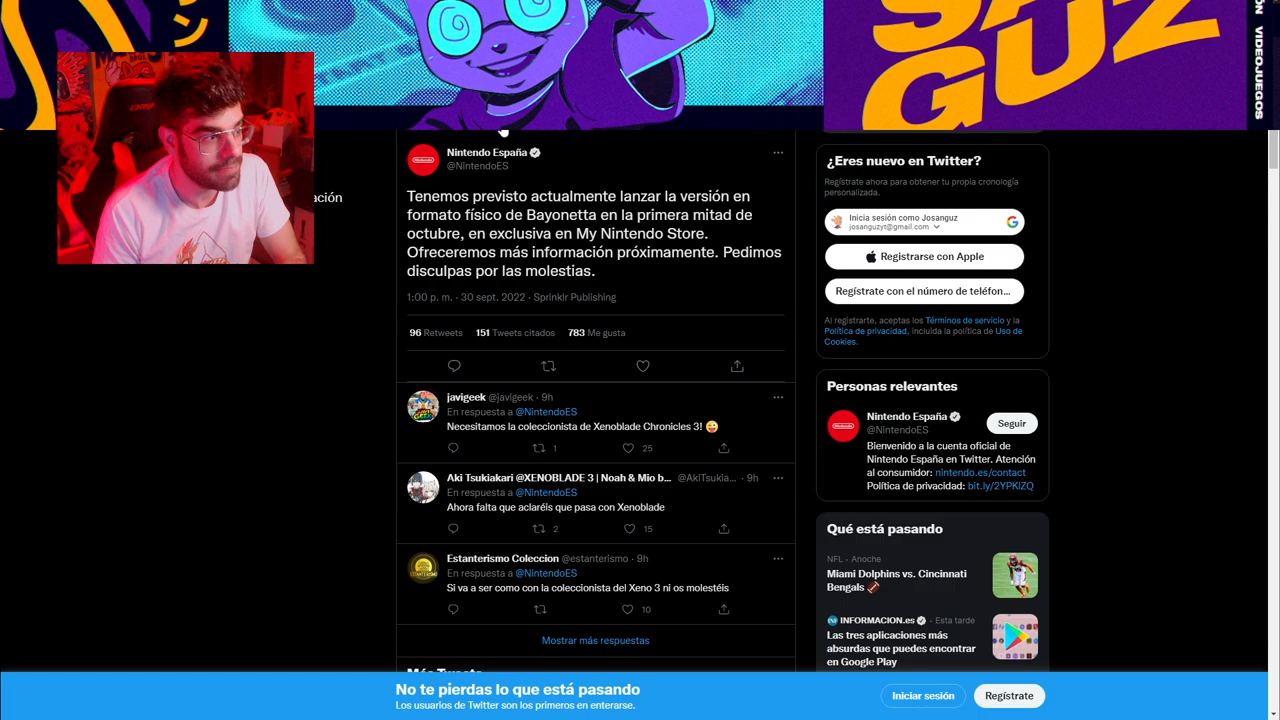 SA
GUZ
VIDEOJUEGOS
ación
Nintendo España
@NintendoES
Tenemos previsto actualmente lanzar la versión en
formato físico de Bayonetta en la primera mitad de
octubre, en exclusiva en My Nintendo Store.
Ofreceremos más información próximamente. Pedimos
disculpas por las molestias.
1:00 p. m. · 30 sept. 2022 · Sprinklr Publishing
96 Retweets 151 Tweets citados 783 Me gusta
javigeek @javigeek · 9h
En respuesta a @NintendoES
Necesitamos la coleccionista de Xenoblade Chronicles 3! 😜
1 25
Aki Tsukiakari @XENOBLADE 3 | Noah & Mio b... @AkiTsukia... · 9h
En respuesta a @NintendoES
Ahora falta que aclaréis que pasa con Xenoblade
2 15
Estanterismo Coleccion @estanterismo · 9h
En respuesta a @NintendoES
Si va a ser como con la coleccionista del Xeno 3 ni os molestéis
10
Mostrar más respuestas
¿Eres nuevo en Twitter?
Regístrate ahora para obtener tu propia cronología
personalizada.
Inicia sesión como Josanguz
josanguzyt@gmail.com
Registrarse con Apple
Regístrate con el número de teléfon...
Al registrarte, aceptas los Términos de servicio y la
Política de privacidad, incluida la política de Uso de
Cookies.
Personas relevantes
Nintendo España
@NintendoES
Seguir
Bienvenido a la cuenta oficial de
Nintendo España en Twitter. Atención
al consumidor: nintendo.es/contact
Política de privacidad: bit.ly/2YPKlZQ
Qué está pasando
NFL · Anoche
Miami Dolphins vs. Cincinnati
Bengals 🏈
INFORMACION.es · Esta tarde
Las tres aplicaciones más
absurdas que puedes encontrar
en Google Play
No te pierdas lo que está pasando
Los usuarios de Twitter son los primeros en enterarse.
Iniciar sesión
Regístrate